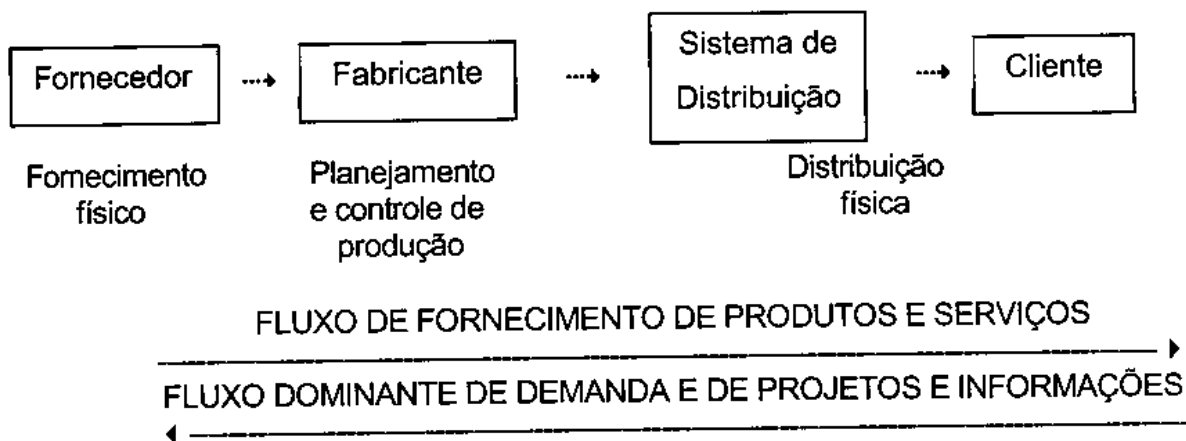 Fornecedor
Fabricante
Sistema de
Distribuição
Cliente
Fornecimento
físico
Planejamento
e controle de
produção
Distribuição
física
FLUXO DE FORNECIMENTO DE PRODUTOS E SERVIÇOS
FLUXO DOMINANTE DE DEMANDA E DE PROJETOS E INFORMAÇÕES